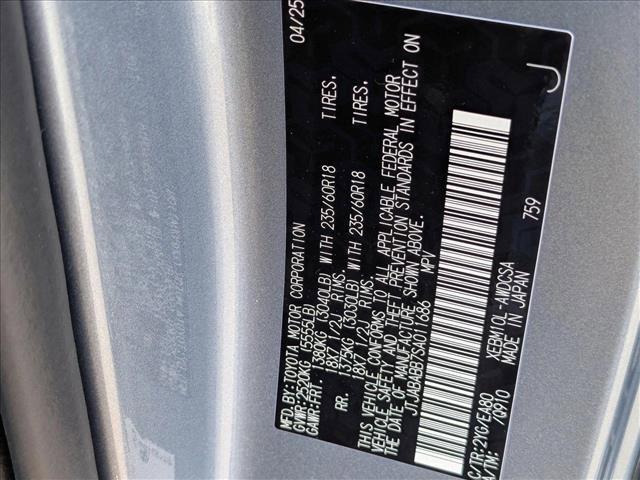 MFD.BY:TOYOTA MOTOR CORPORATION 04/25
GVWR:2520KG (5555LB)
GAWR:FRT. 1380KG (3040LB) WITH 235/60R18 TIRES.
18X7 1/2J RIMS.
RR. 1375KG (3030LB) WITH 235/60R18 TIRES.
18X7 1/2J RIMS.
THIS VEHICLE CONFORMS TO ALL APPLICABLE FEDERAL MOTOR
VEHICLE SAFETY AND THEFT PREVENTION STANDARDS IN EFFECT ON
THE DATE OF MANUFACTURE SHOWN ABOVE.
JTJABABB7SA011686 MPV
759
C/TR:2YG/EA80 XEBM10L-AWDGSA
A/TM: /0910 MADE IN JAPAN
J